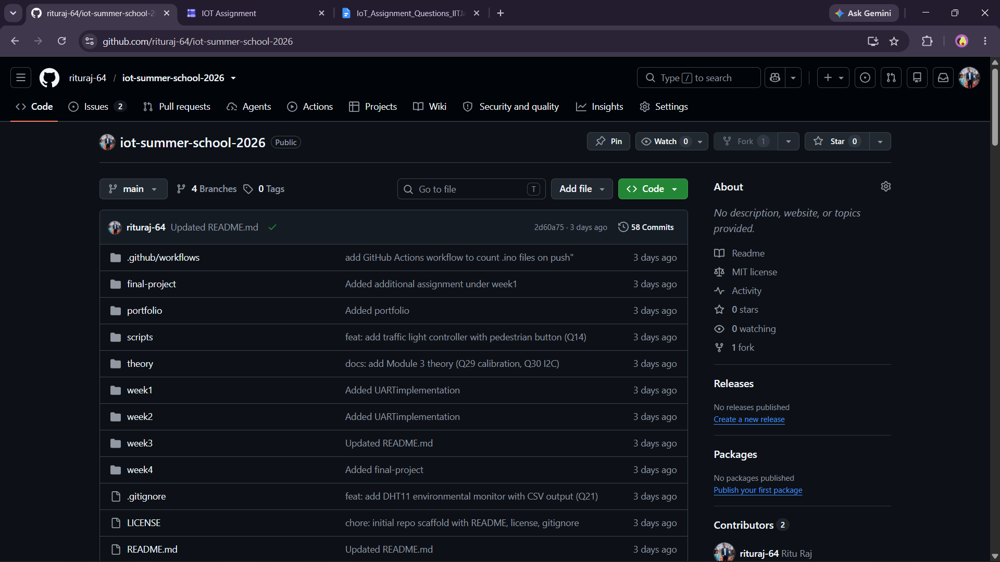 rituraj-64/iot-summer-school-2
IOT Assignment
IoT_Assignment_Questions_IITJa
Ask Gemini
github.com/rituraj-64/iot-summer-school-2026
rituraj-64 / iot-summer-school-2026
Type / to search
Code
Issues 2
Pull requests
Agents
Actions
Projects
Wiki
Security and quality
Insights
Settings
iot-summer-school-2026 Public
Pin
Watch 0
Fork 1
Star 0
main
4 Branches
0 Tags
Go to file T
Add file
Code
rituraj-64 Updated README.md
2d60a75 · 3 days ago
58 Commits
.github/workflows add GitHub Actions workflow to count .ino files on push" 3 days ago
final-project Added additional assignment under week1 3 days ago
portfolio Added portfolio 3 days ago
scripts feat: add traffic light controller with pedestrian button (Q14) 3 days ago
theory docs: add Module 3 theory (Q29 calibration, Q30 I2C) 3 days ago
week1 Added UARTimplementation 3 days ago
week2 Added UARTimplementation 3 days ago
week3 Updated README.md 3 days ago
week4 Added final-project 3 days ago
.gitignore feat: add DHT11 environmental monitor with CSV output (Q21) 3 days ago
LICENSE chore: initial repo scaffold with README, license, gitignore 3 days ago
README.md Updated README.md 3 days ago
About
No description, website, or topics
provided.
Readme
MIT license
Activity
0 stars
0 watching
1 fork
Releases
No releases published
Create a new release
Packages
No packages published
Publish your first package
Contributors 2
rituraj-64 Ritu Raj